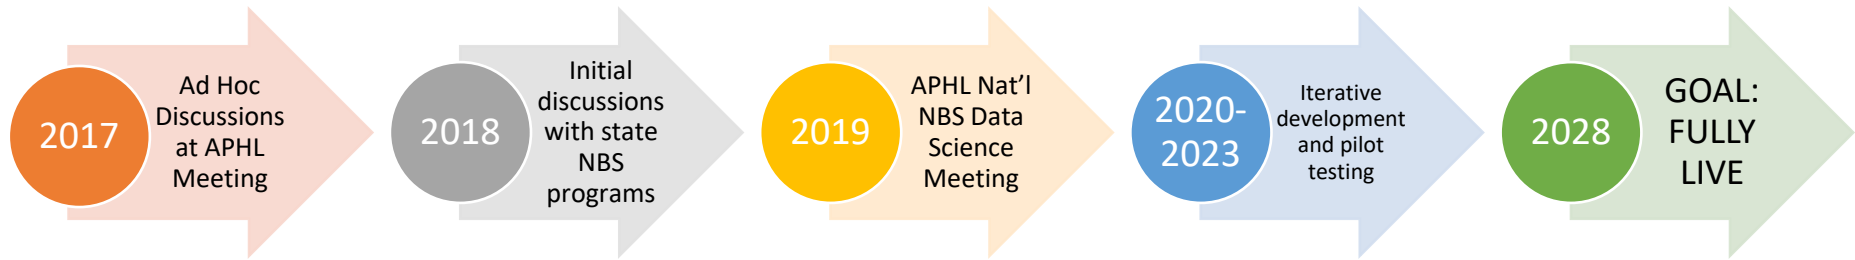 2017
Ad Hoc
Discussions
at APHL
Meeting
2018
Initial
discussions
with state
NBS
programs
2019
APHL Nat’l
NBS Data
Science
Meeting
2020-
2023
Iterative
development
and pilot
testing
2028
GOAL:
FULLY
LIVE